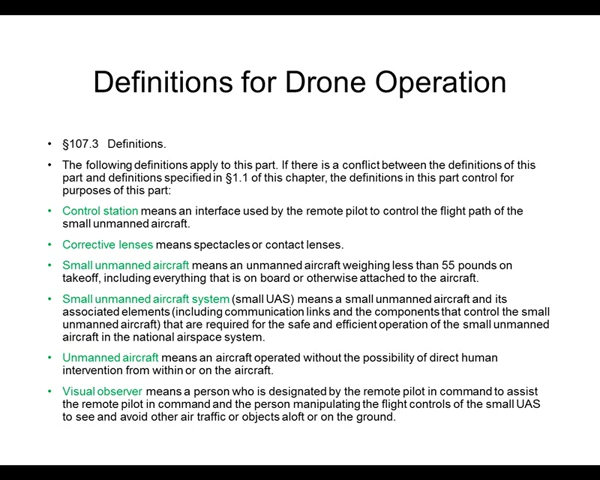 Definitions for Drone Operation
• §107.3 Definitions.
• The following definitions apply to this part. If there is a conflict between the definitions of this
part and definitions specified in §1.1 of this chapter, the definitions in this part control for
purposes of this part:
• Control station means an interface used by the remote pilot to control the flight path of the
small unmanned aircraft.
• Corrective lenses means spectacles or contact lenses.
• Small unmanned aircraft means an unmanned aircraft weighing less than 55 pounds on
takeoff, including everything that is on board or otherwise attached to the aircraft.
• Small unmanned aircraft system (small UAS) means a small unmanned aircraft and its
associated elements (including communication links and the components that control the small
unmanned aircraft) that are required for the safe and efficient operation of the small unmanned
aircraft in the national airspace system.
• Unmanned aircraft means an aircraft operated without the possibility of direct human
intervention from within or on the aircraft.
• Visual observer means a person who is designated by the remote pilot in command to assist
the remote pilot in command and the person manipulating the flight controls of the small UAS
to see and avoid other air traffic or objects aloft or on the ground.